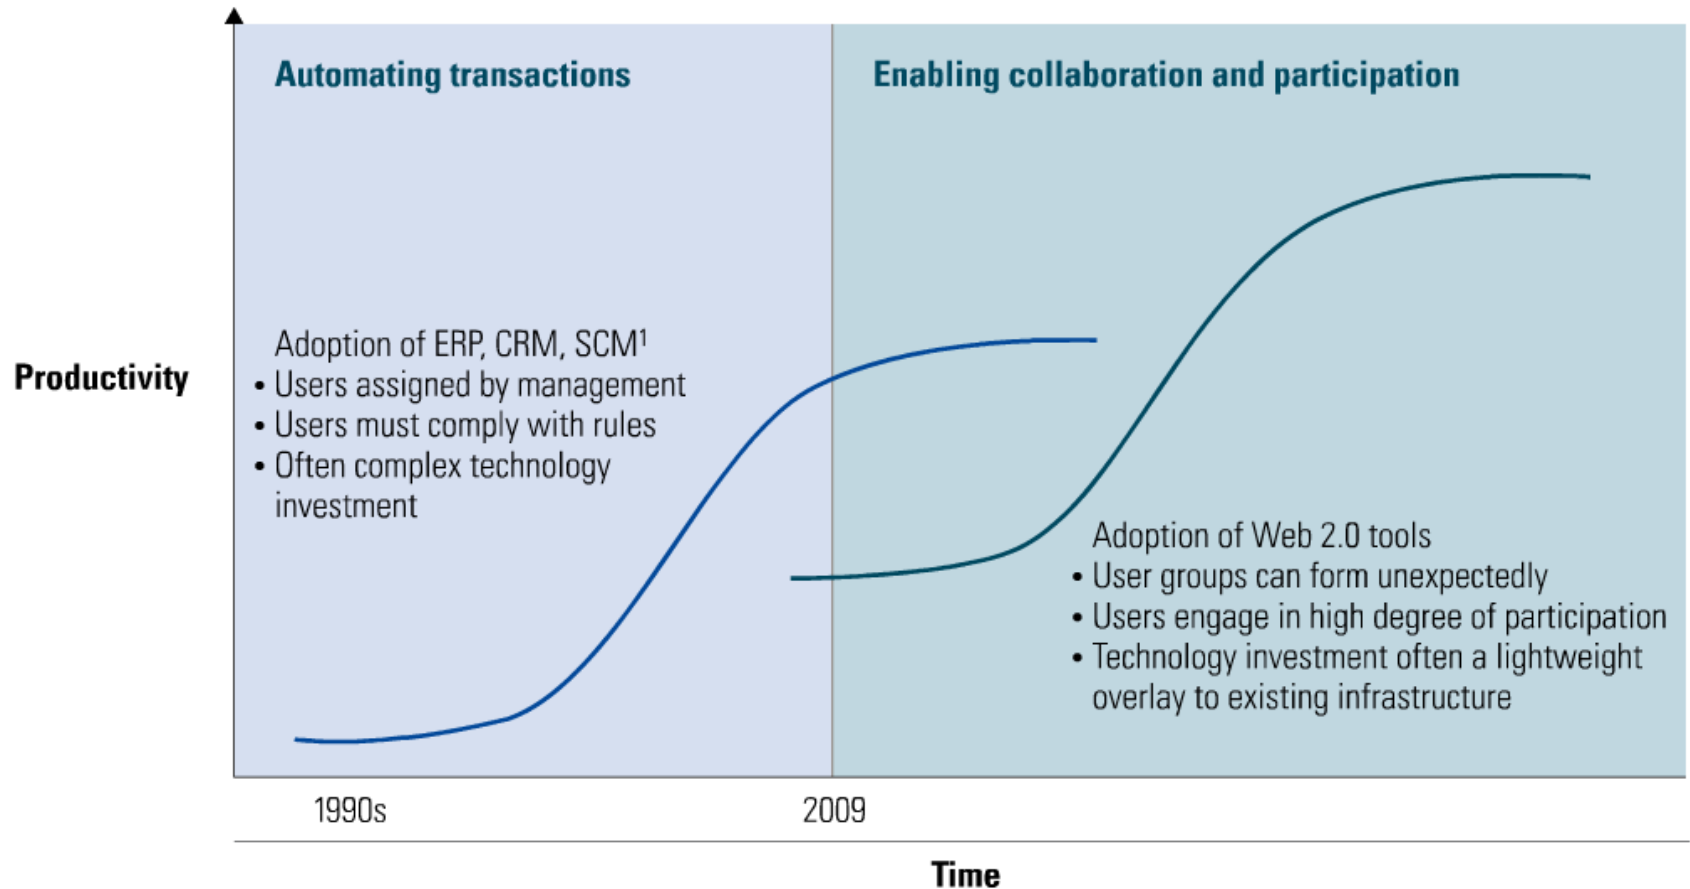 Automating transactions
Enabling collaboration and participation
Productivity
Adoption of ERP, CRM, SCM¹
• Users assigned by management
• Users must comply with rules
• Often complex technology
investment
Adoption of Web 2.0 tools
• User groups can form unexpectedly
• Users engage in high degree of participation
• Technology investment often a lightweight
overlay to existing infrastructure
1990s
2009
Time